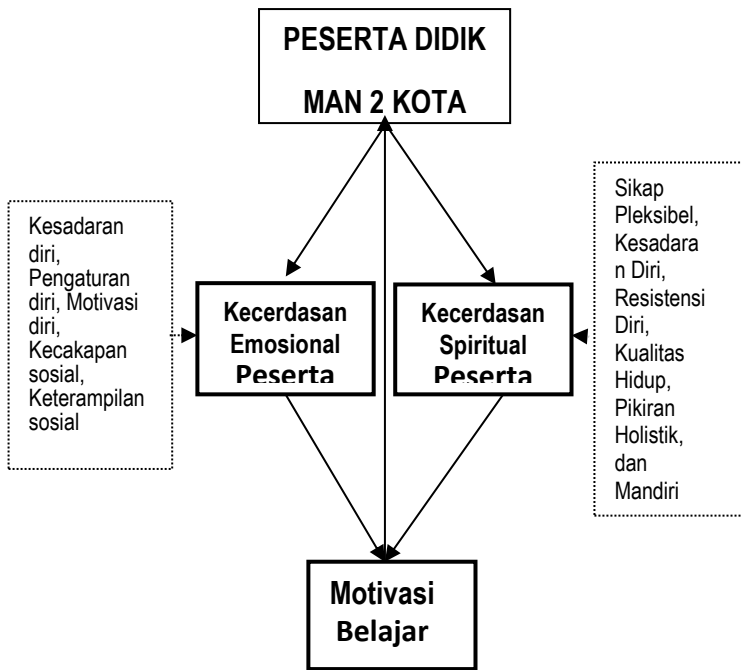 PESERTA DIDIK
MAN 2 KOTA
Kesadaran
diri,
Pengaturan
diri, Motivasi
diri,
Kecakapan
sosial,
Keterampilan
sosial
Kecerdasan
Emosional
Peserta
Kecerdasan
Spiritual
Peserta
Sikap
Pleksibel,
Kesadara
n Diri,
Resistensi
Diri,
Kualitas
Hidup,
Pikiran
Holistik,
dan
Mandiri
Motivasi
Belajar